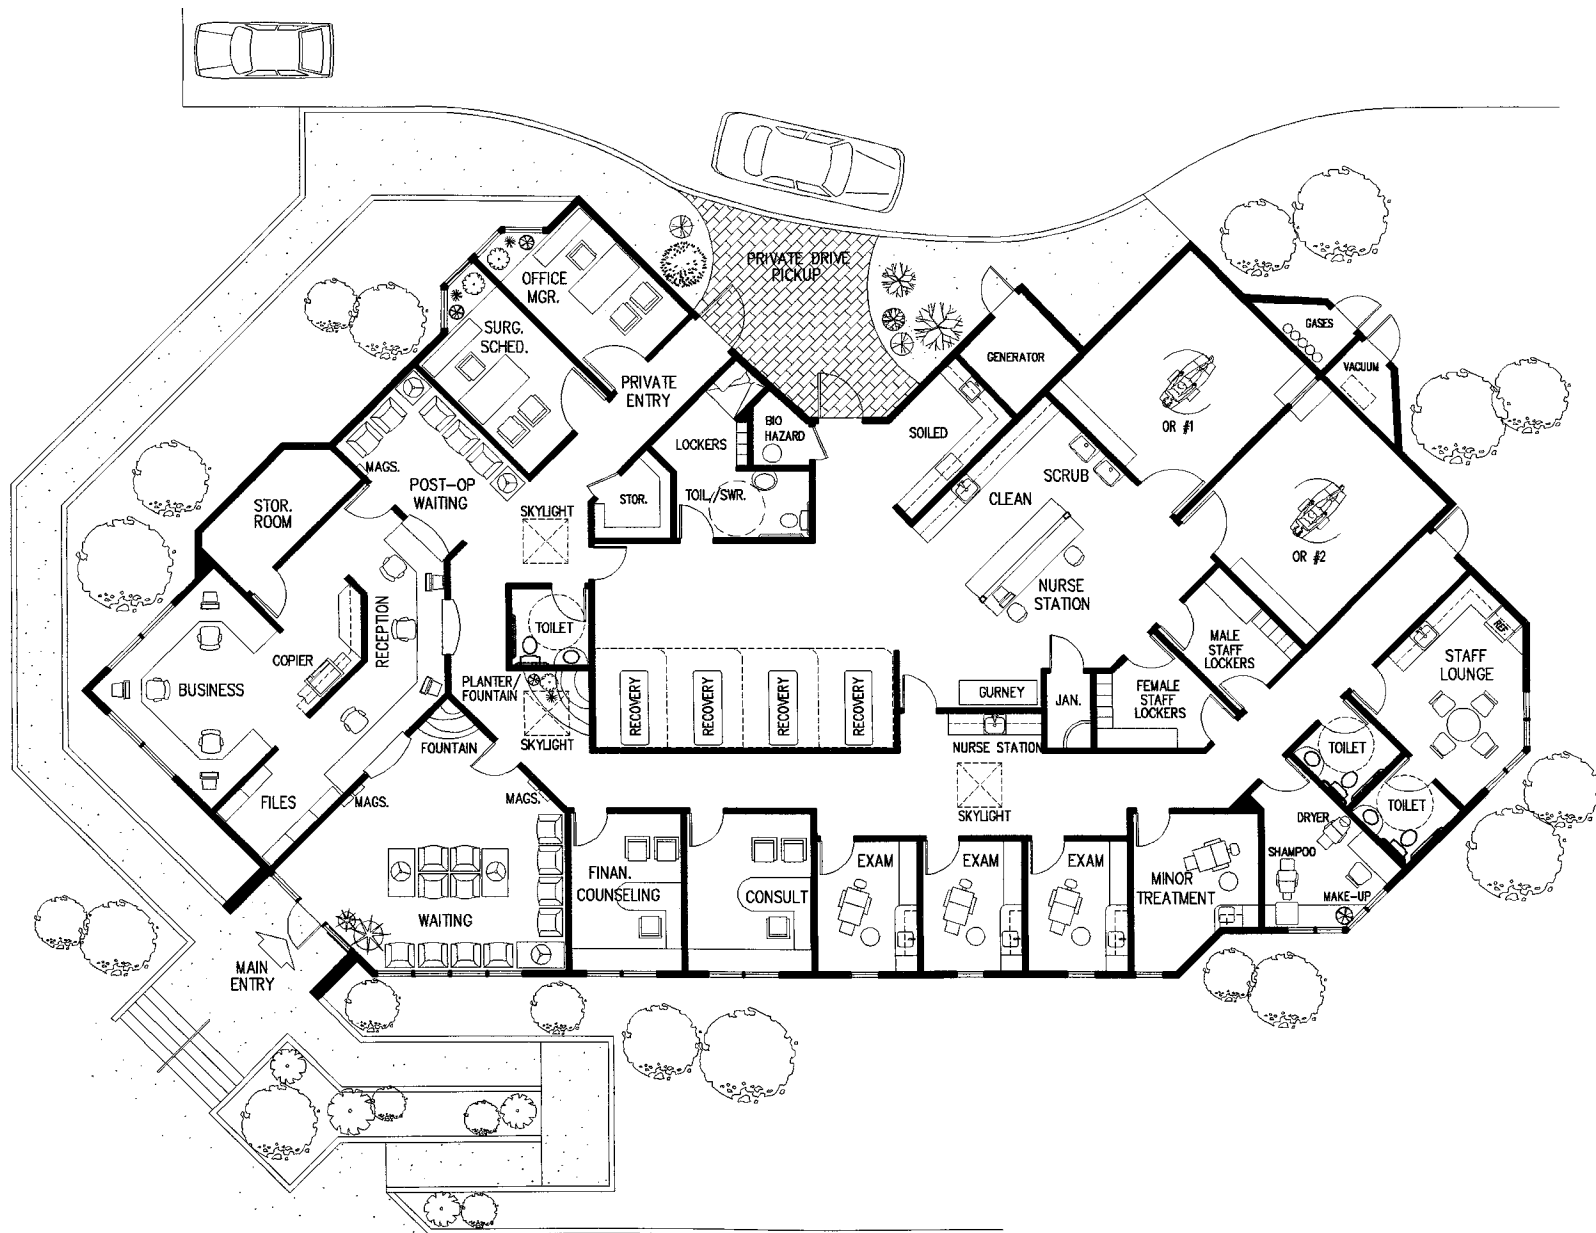 PRIVATE DRIVE
PICKUP
OFFICE
MGR.
SURG.
SCHED.
PRIVATE
ENTRY
GENERATOR
GASES
VACUUM
OR #1
BIO
HAZARD
LOCKERS
SOILED
SCRUB
CLEAN
MAGS.
POST-OP
WAITING
STOR.
TOIL./SWR.
STOR.
ROOM
SKYLIGHT
OR #2
NURSE
STATION
RECEPTION
TOILET
COPIER
BUSINESS
PLANTER/
FOUNTAIN
RECOVERY
RECOVERY
RECOVERY
RECOVERY
GURNEY
JAN.
FEMALE
STAFF
LOCKERS
MALE
STAFF
LOCKERS
REF
STAFF
LOUNGE
FOUNTAIN
SKYLIGHT
NURSE STATION
TOILET
TOILET
FILES
MAGS.
MAGS.
SKYLIGHT
DRYER
SHAMPOO
MAKE-UP
WAITING
FINAN.
COUNSELING
CONSULT
EXAM
EXAM
EXAM
MINOR
TREATMENT
MAIN
ENTRY